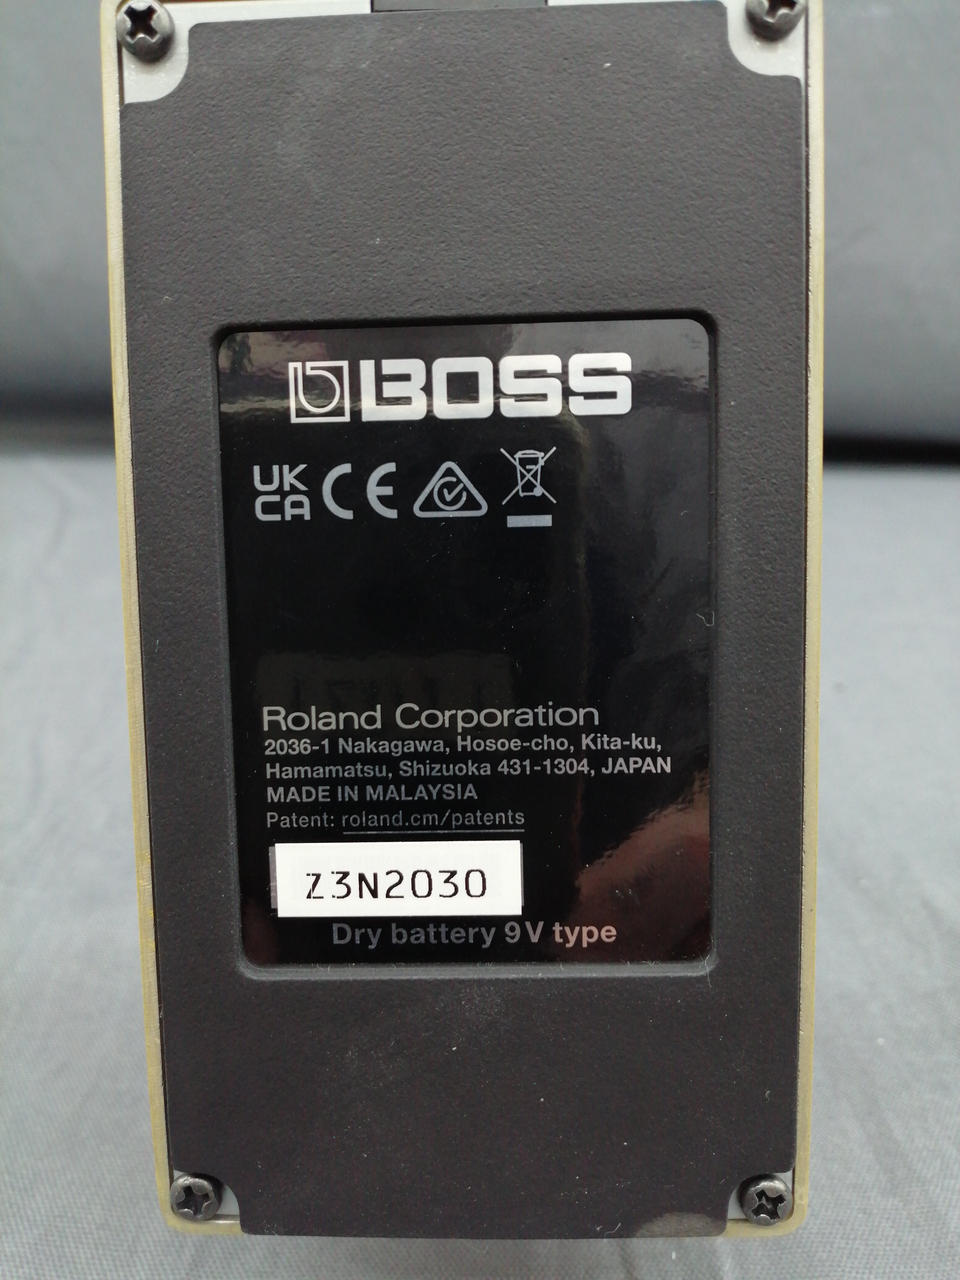 BOSS
UK
CA CE
Roland Corporation
2036-1 Nakagawa, Hosoe-cho, Kita-ku,
Hamamatsu, Shizuoka 431-1304, JAPAN
MADE IN MALAYSIA
Patent: roland.cm/patents
Z3N2030
Dry battery 9V type